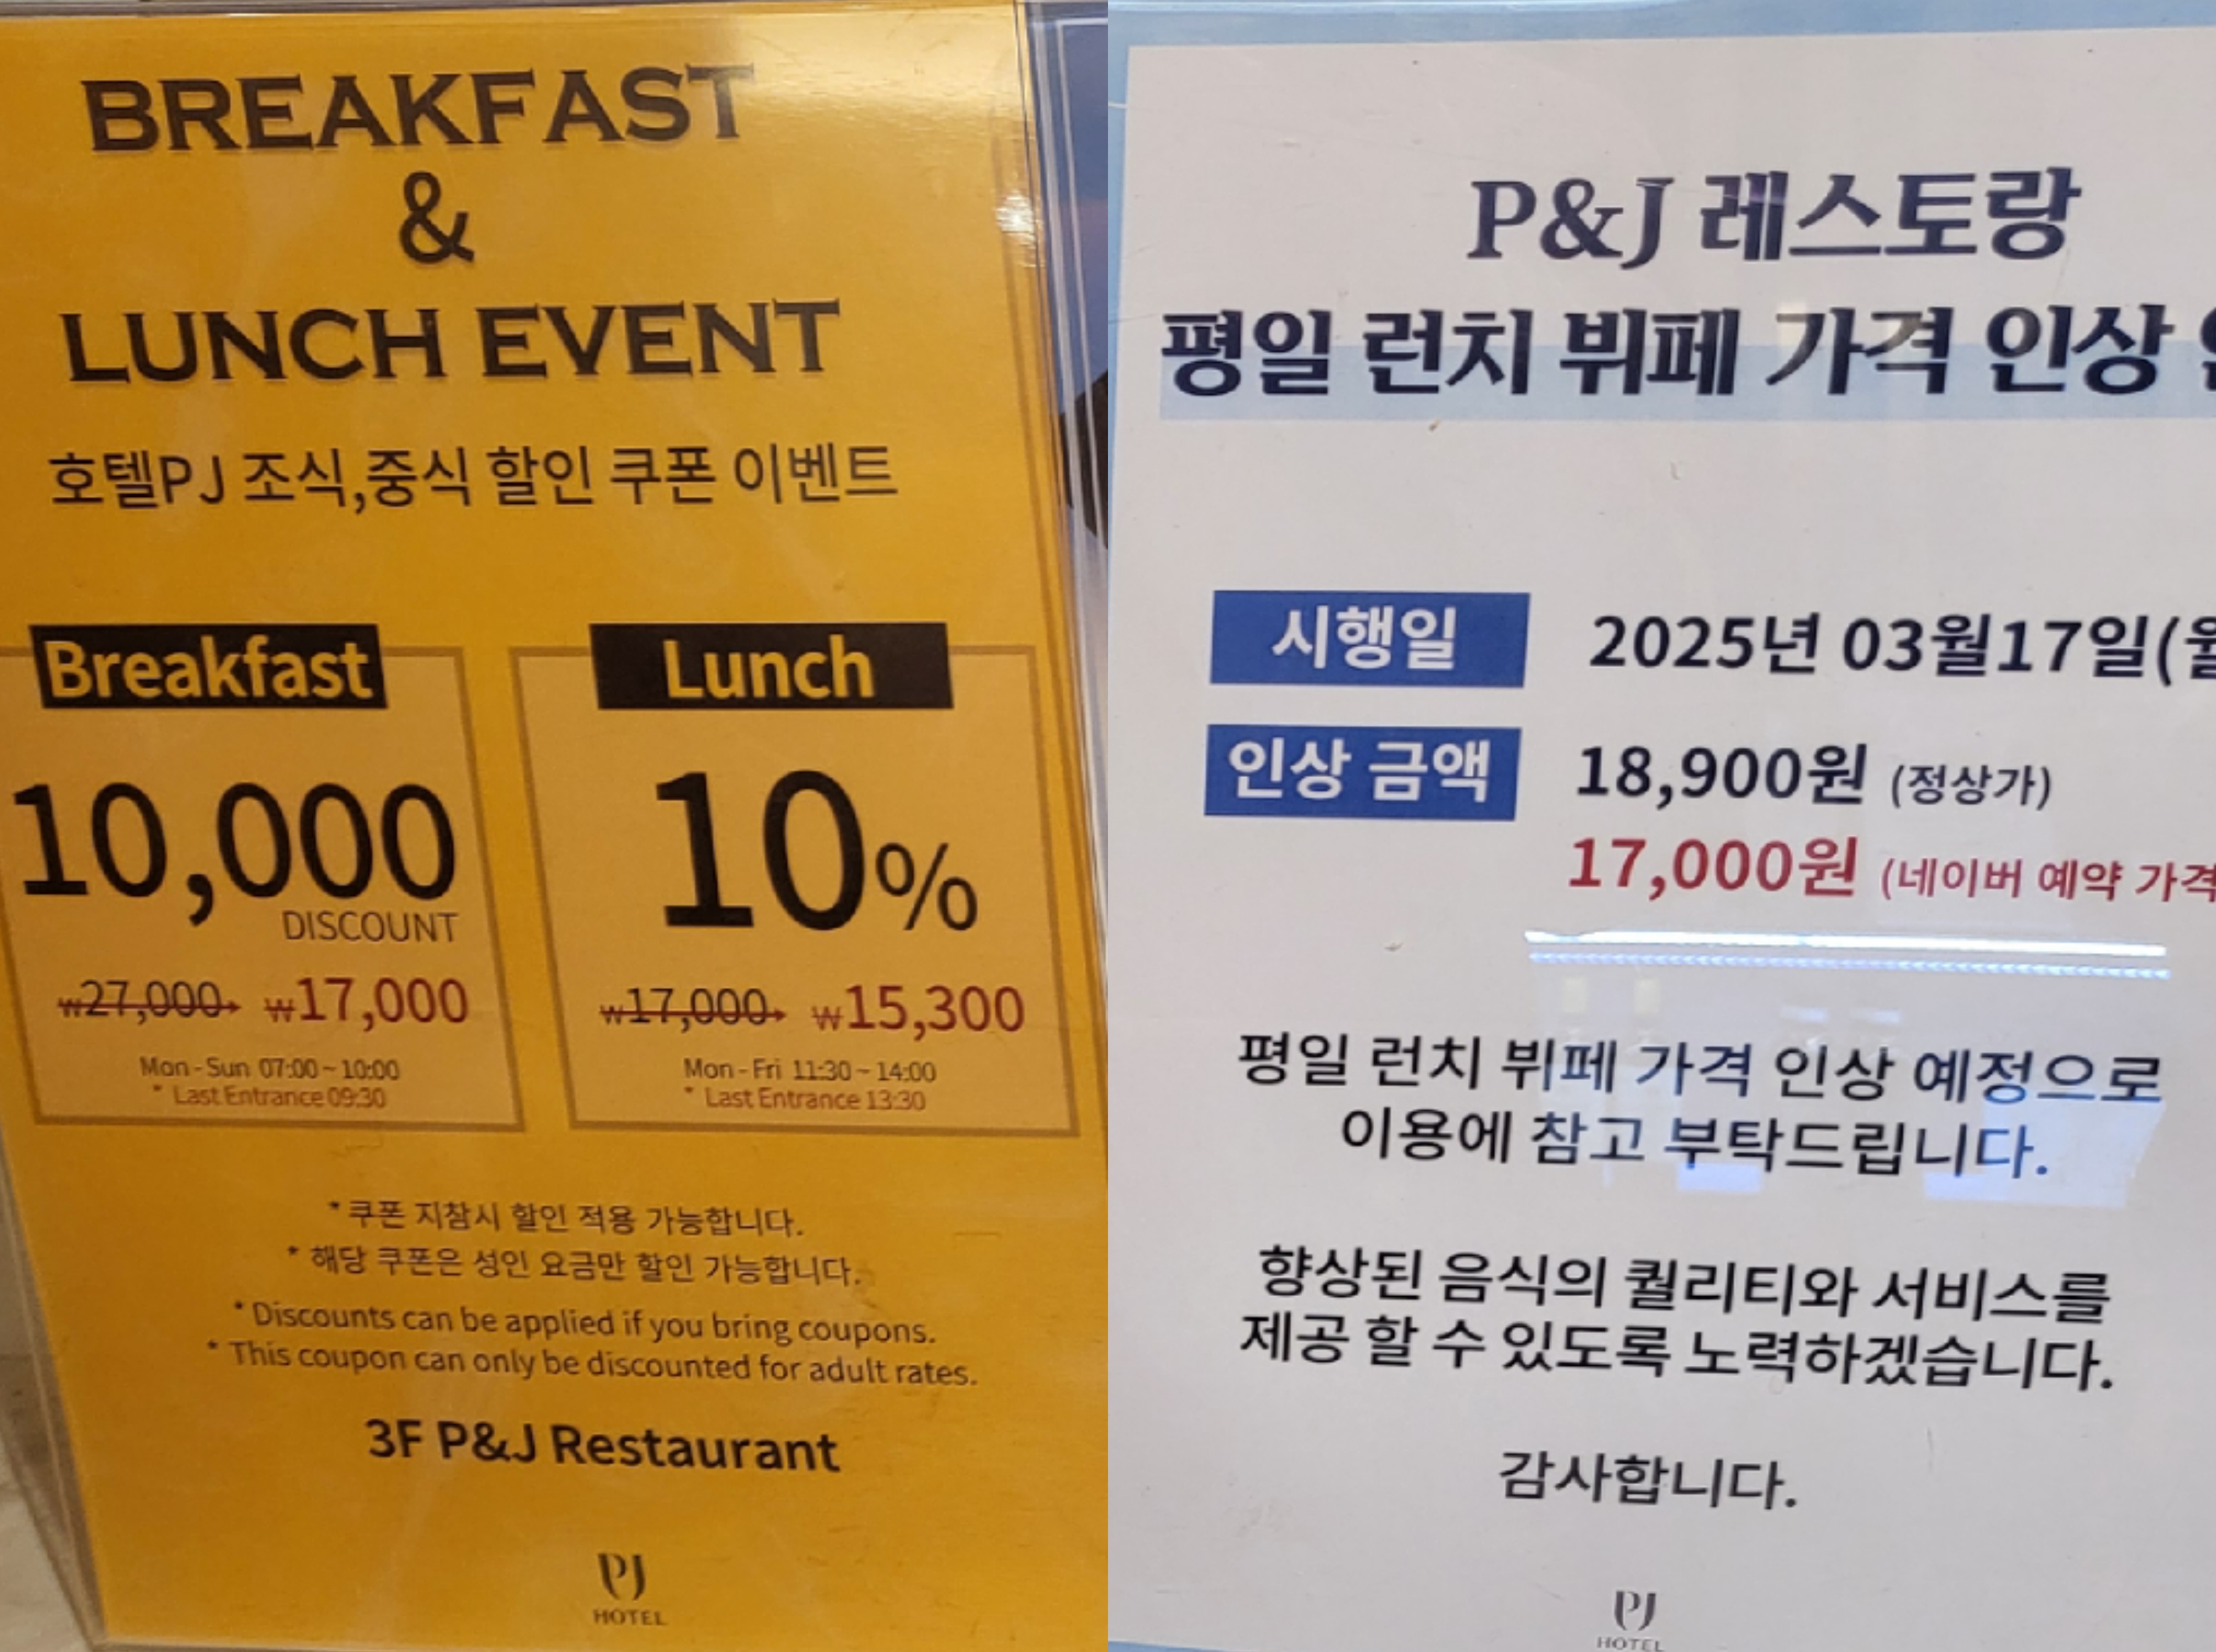 BREAKFAST
&
LUNCH EVENT
호텔PJ 조식,중식 할인 쿠폰 이벤트
Breakfast
10,000
DISCOUNT
₩27,000 ₩17,000
Mon - Sun 07:00 ~ 10:00
* Last Entrance 09:30
Lunch
10%
₩17,000 ₩15,300
Mon - Fri 11:30 ~ 14:00
* Last Entrance 13:30
* 쿠폰 지참시 할인 적용 가능합니다.
* 해당 쿠폰은 성인 요금만 할인 가능합니다.
* Discounts can be applied if you bring coupons.
* This coupon can only be discounted for adult rates.
3F P&J Restaurant
PJ
HOTEL
P&J 레스토랑
평일 런치 뷔페 가격 인상
시행일 2025년 03월17일(월
인상 금액 18,900원 (정상가)
17,000원 (네이버 예약 가격
평일 런치 뷔페 가격 인상 예정으로
이용에 참고 부탁드립니다.
향상된 음식의 퀄리티와 서비스를
제공 할 수 있도록 노력하겠습니다.
감사합니다.
PJ
HOTEL